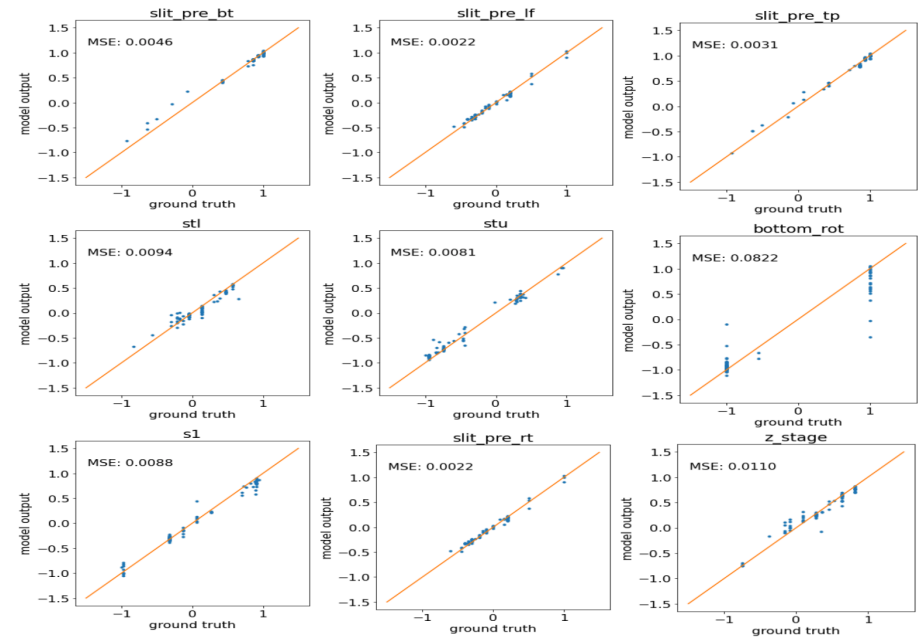 slit_pre_bt
MSE: 0.0046
model output
1.5
1.0
0.5
0.0
−0.5
−1.0
−1.5
−1 0 1
ground truth
slit_pre_lf
MSE: 0.0022
model output
1.5
1.0
0.5
0.0
−0.5
−1.0
−1.5
−1 0 1
ground truth
slit_pre_tp
MSE: 0.0031
model output
1.5
1.0
0.5
0.0
−0.5
−1.0
−1.5
−1 0 1
ground truth
stl
MSE: 0.0094
model output
1.5
1.0
0.5
0.0
−0.5
−1.0
−1.5
−1 0 1
ground truth
stu
MSE: 0.0081
model output
1.5
1.0
0.5
0.0
−0.5
−1.0
−1.5
−1 0 1
ground truth
bottom_rot
MSE: 0.0822
model output
1.5
1.0
0.5
0.0
−0.5
−1.0
−1.5
−1 0 1
ground truth
s1
MSE: 0.0088
model output
1.5
1.0
0.5
0.0
−0.5
−1.0
−1.5
−1 0 1
ground truth
slit_pre_rt
MSE: 0.0022
model output
1.5
1.0
0.5
0.0
−0.5
−1.0
−1.5
−1 0 1
ground truth
z_stage
MSE: 0.0110
model output
1.5
1.0
0.5
0.0
−0.5
−1.0
−1.5
−1 0 1
ground truth